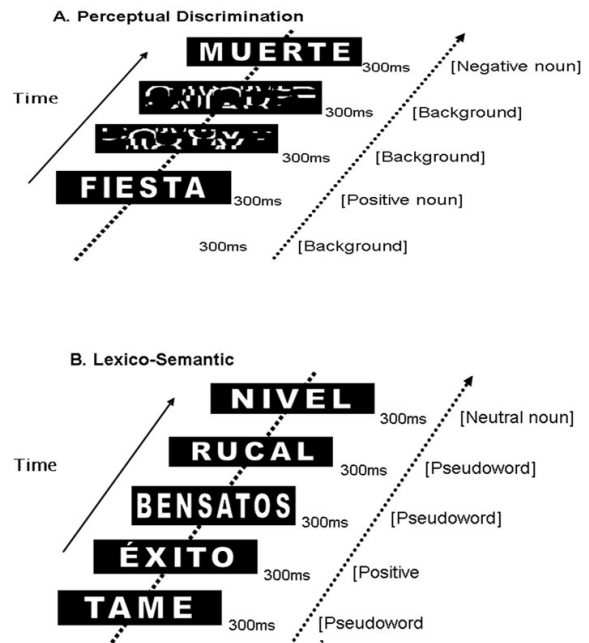 A. Perceptual Discrimination
MUERTE
300ms
[Negative noun]
Time
300ms
[Background]
300ms
[Background]
FIESTA
300ms
[Positive noun]
300ms
[Background]
B. Lexico-Semantic
NIVEL
300ms
[Neutral noun]
RUCAL
Time
300ms
[Pseudoword]
BENSATOS
300ms
[Pseudoword]
ÉXITO
300ms
[Positive
TAME
300ms
[Pseudoword